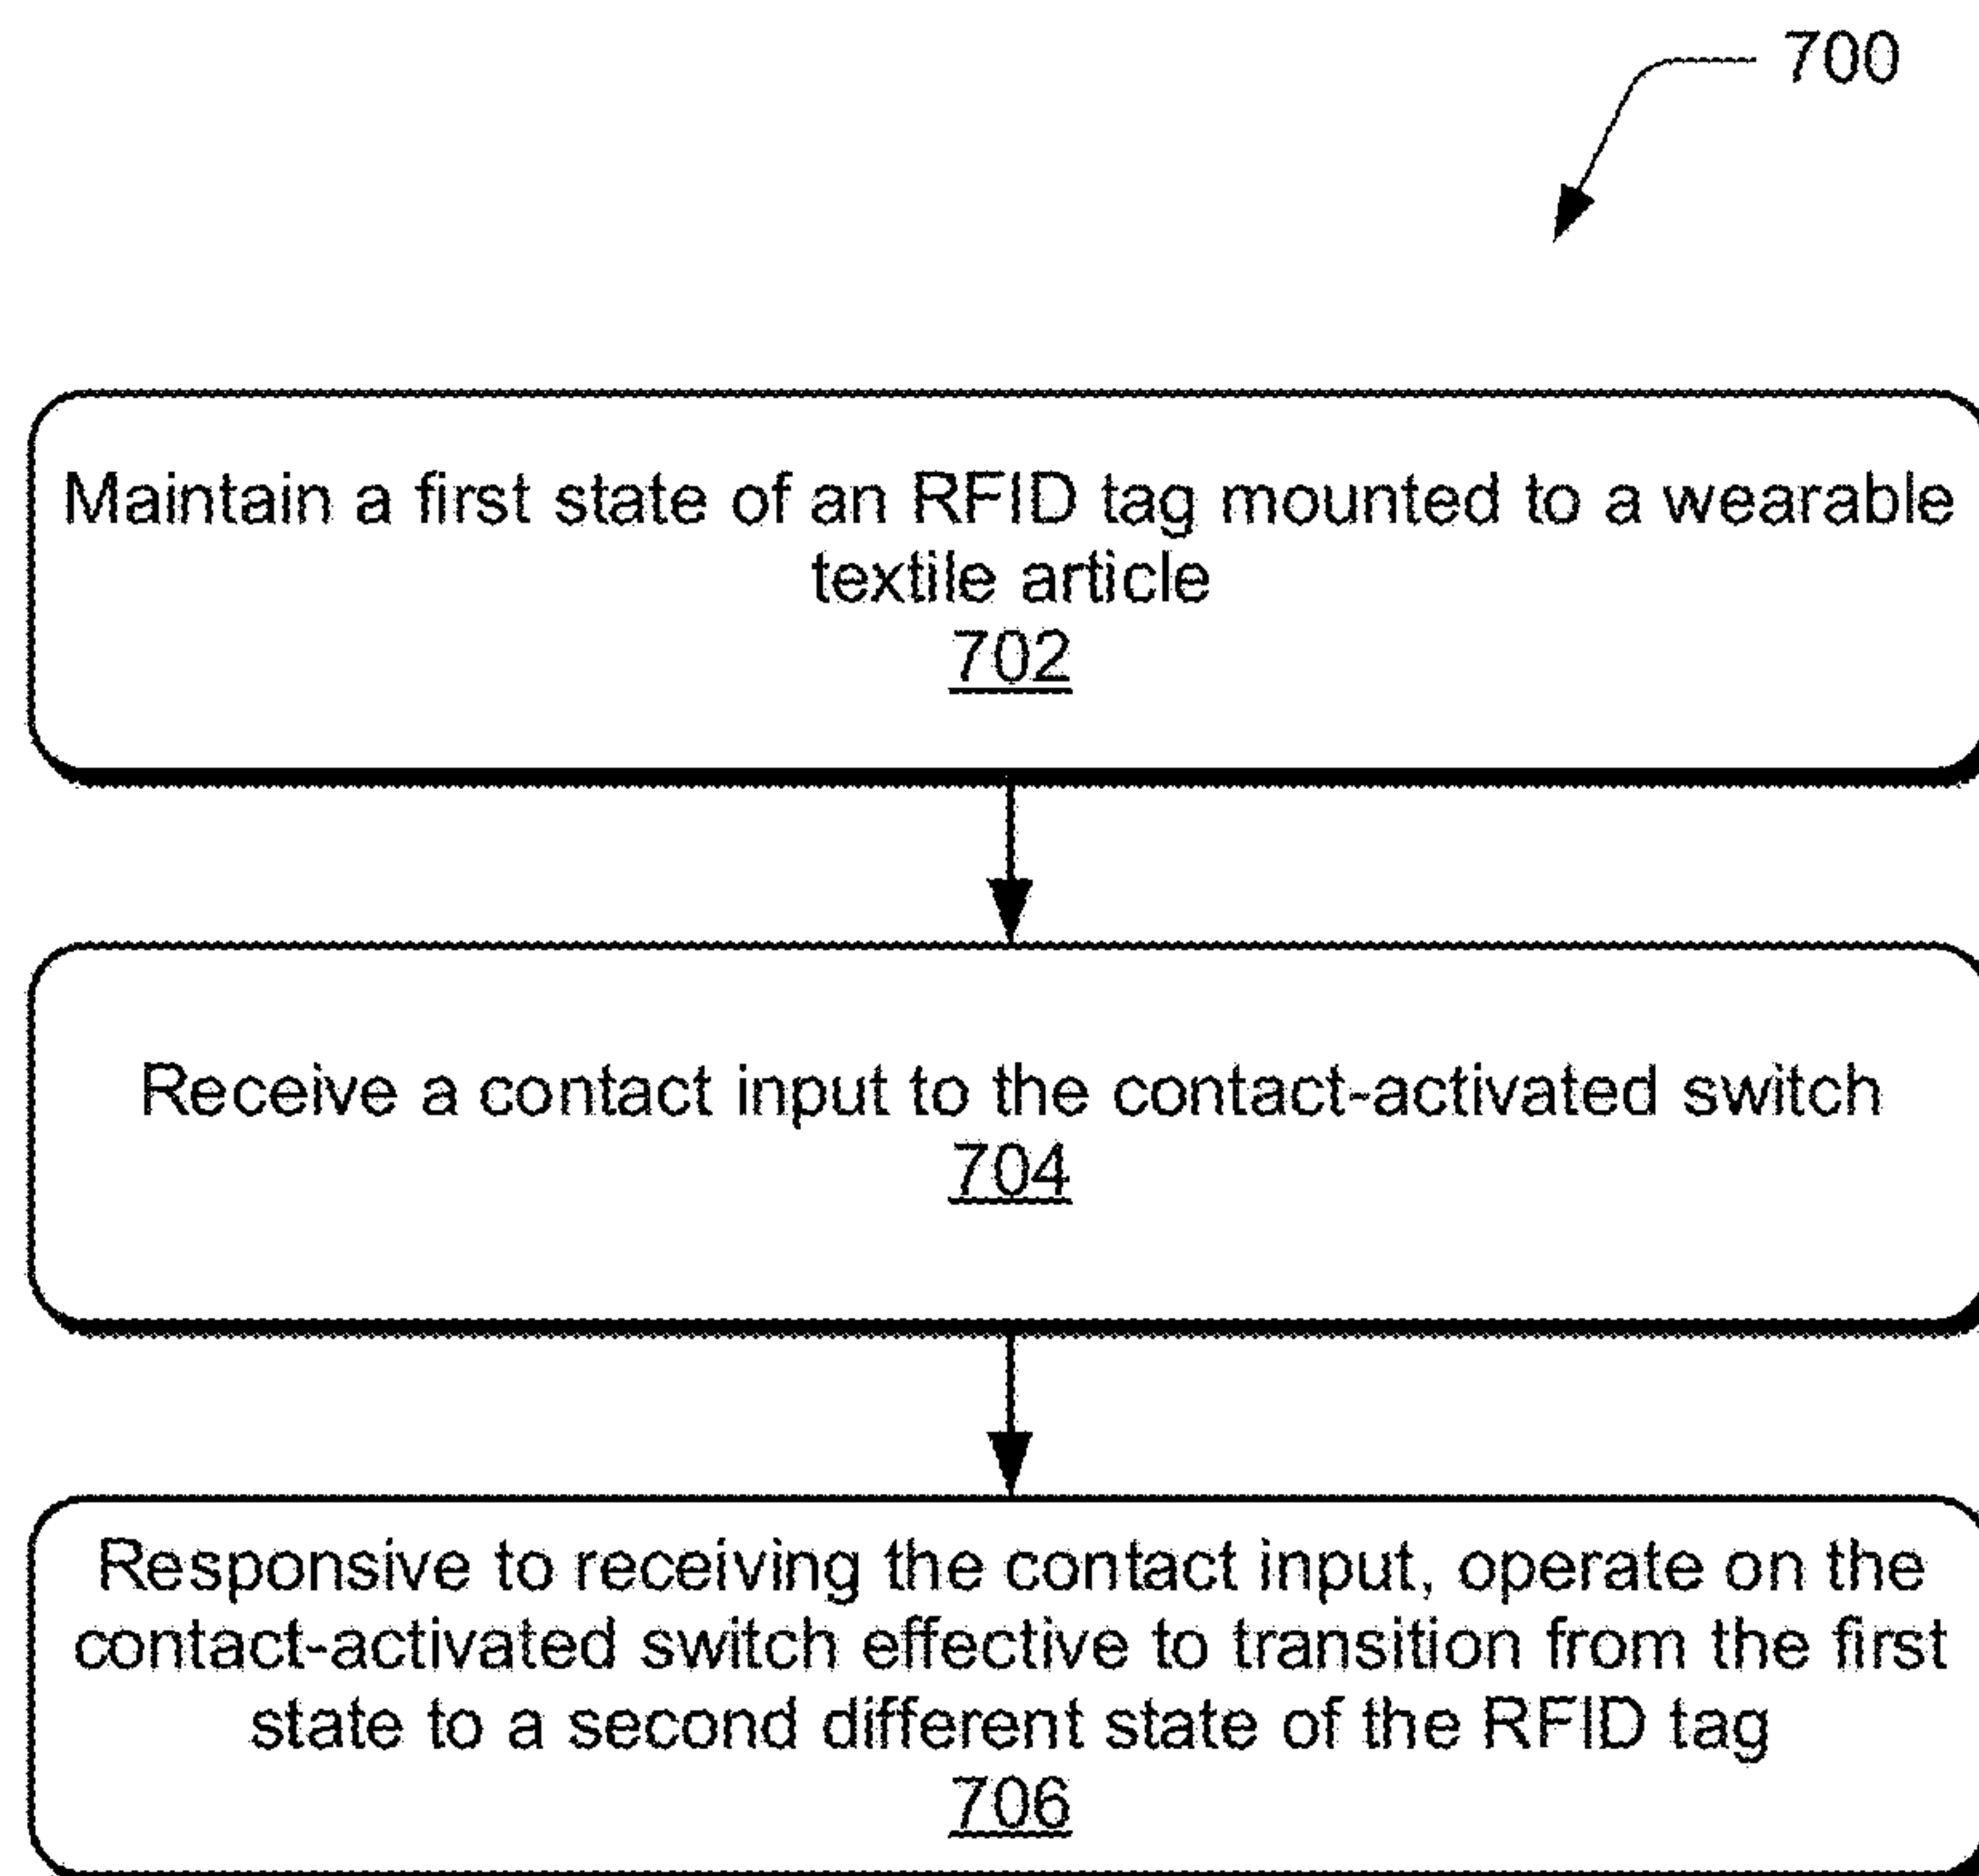 700
Maintain a first state of an RFID tag mounted to a wearable
textile article
702
Receive a contact input to the contact-activated switch
704
Responsive to receiving the contact input, operate on the
contact-activated switch effective to transition from the first
state to a second different state of the RFID tag
706